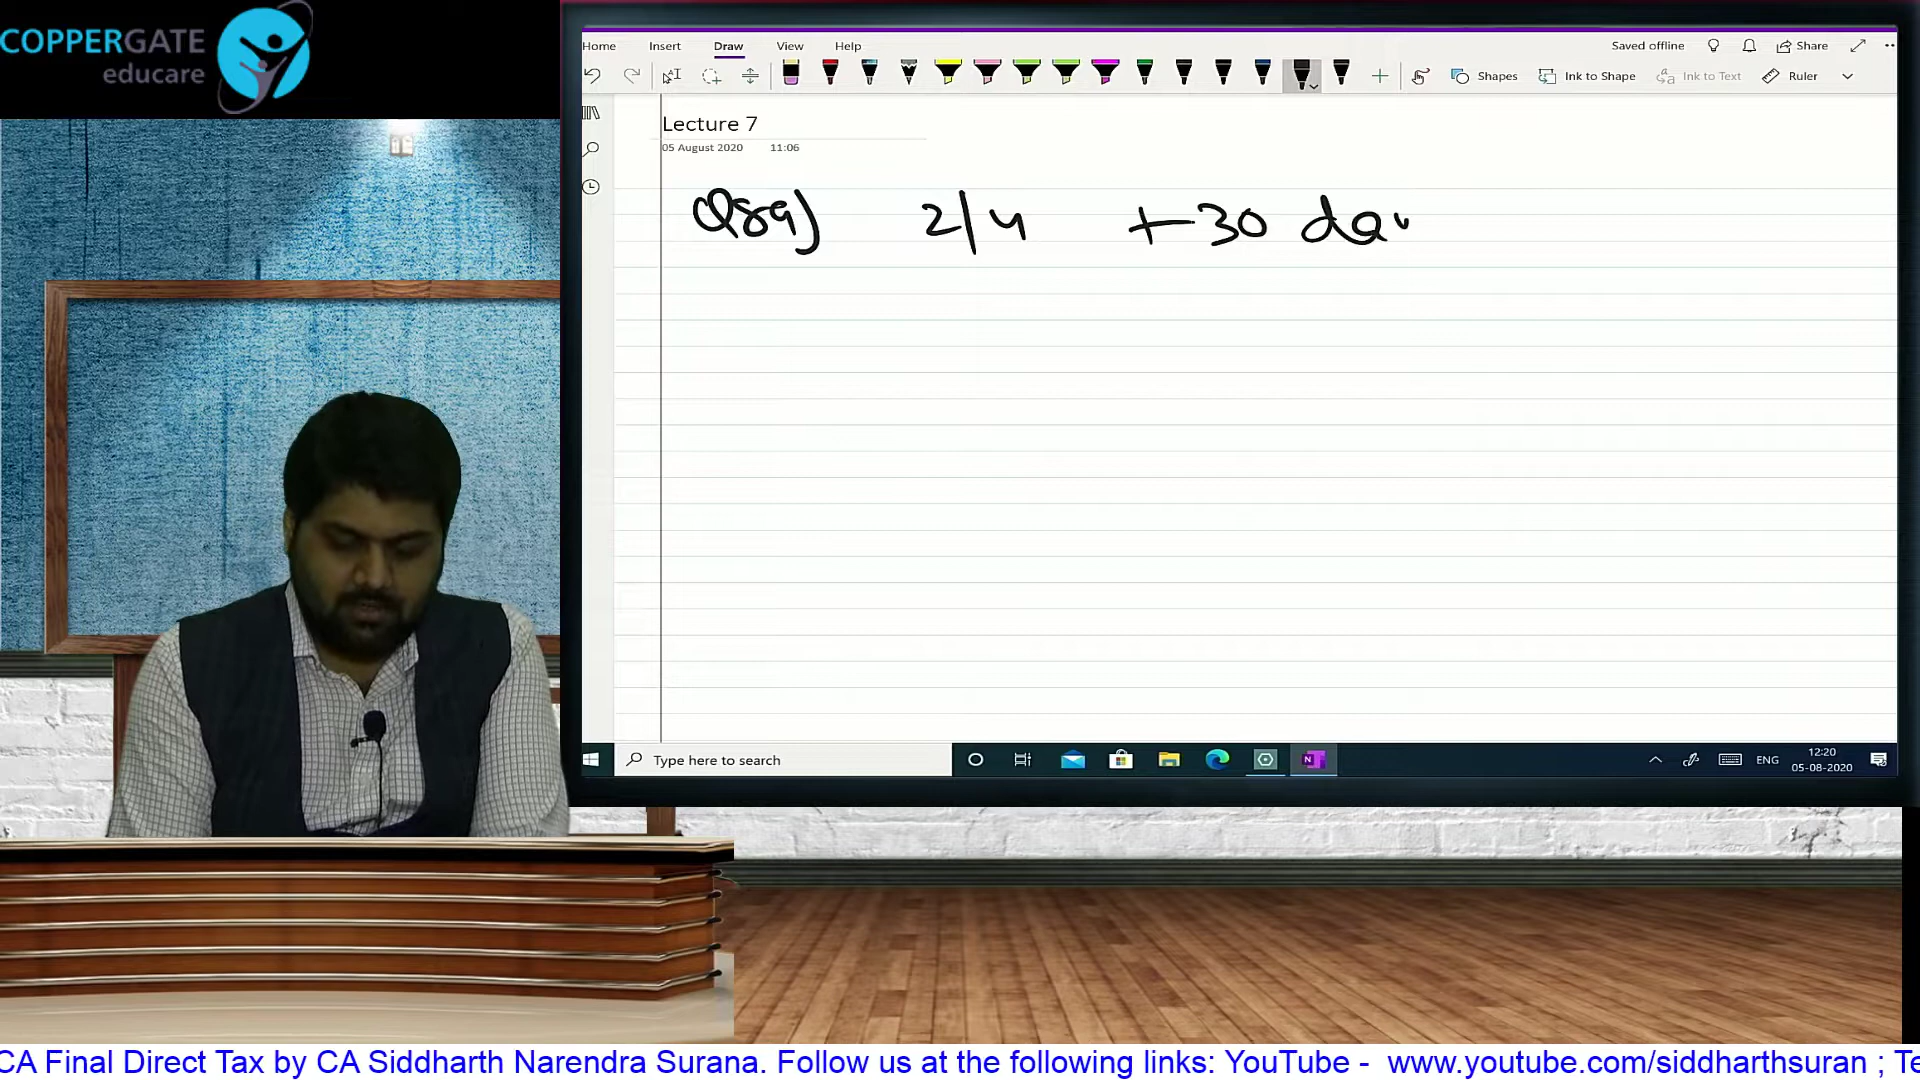 COPPERGATE
educare
Home Insert Draw View Help Saved offline Share
Shapes Ink to Shape Ink to Text Ruler
Lecture 7
05 August 2020 11:06
2/4 +30 day
Type here to search
ENG
12:20
05-08-2020
CA Final Direct Tax by CA Siddharth Narendra Surana. Follow us at the following links: YouTube - www.youtube.com/siddharthsuran ; Te